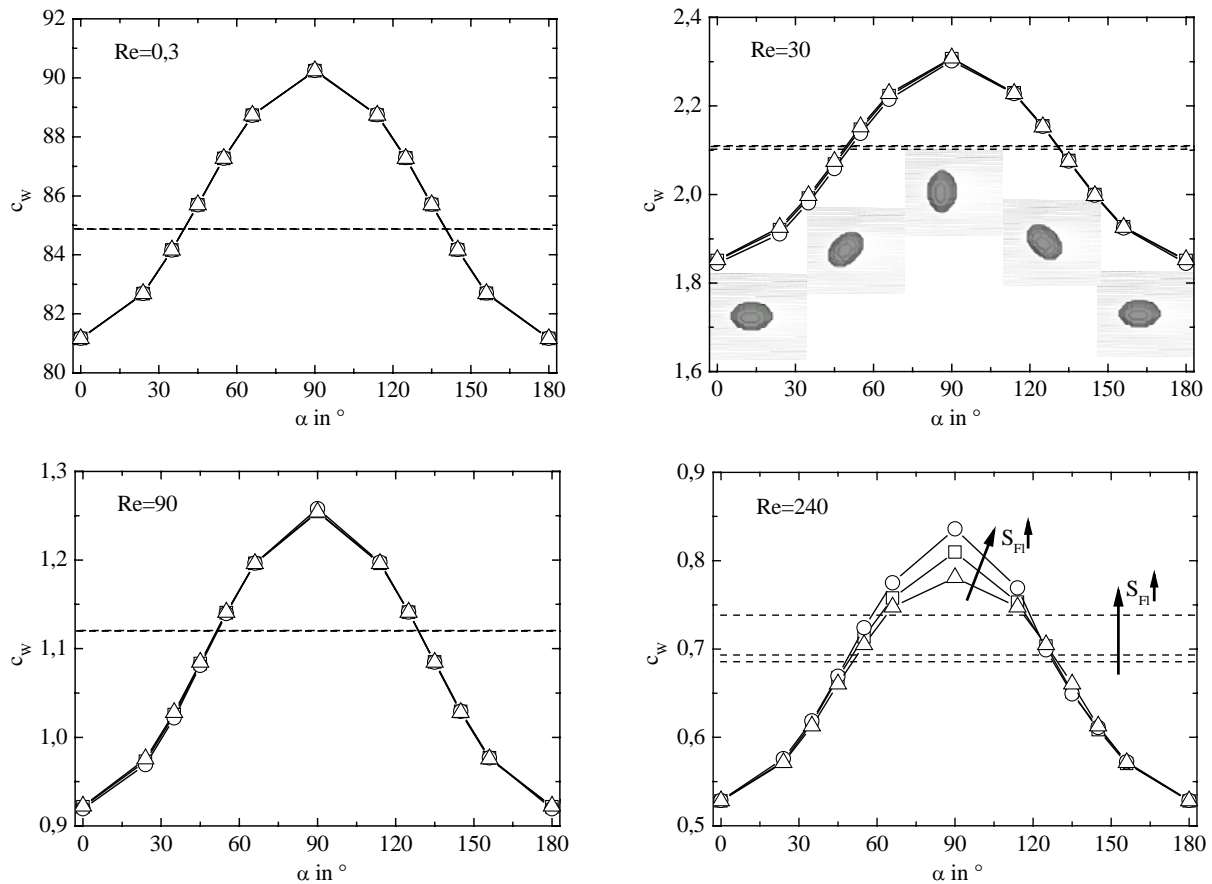 92
90
88
86
84
82
80
c_w
Re=0,3
0 30 60 90 120 150 180
α in °
2,4
2,2
2,0
1,8
1,6
c_w
Re=30
0 30 60 90 120 150 180
α in °
1,3
1,2
1,1
1,0
0,9
c_w
Re=90
0 30 60 90 120 150 180
α in °
0,9
0,8
0,7
0,6
0,5
c_w
Re=240
S_Fl
S_Fl
0 30 60 90 120 150 180
α in °